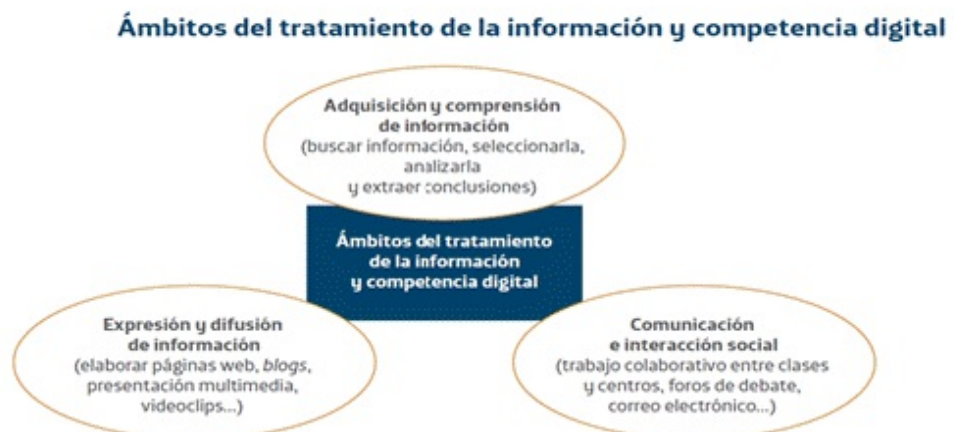 Ámbitos del tratamiento de la información y competencia digital
Adquisición y comprensión
de información
(buscar información, seleccionarla,
analizarla
y extraer conclusiones)
Ámbitos del tratamiento
de la información
y competencia digital
Expresión y difusión
de información
(elaborar páginas web, blogs,
presentación multimedia,
videoclips...)
Comunicación
e interacción social
(trabajo colaborativo entre clases
y centros, foros de debate,
correo electrónico...)